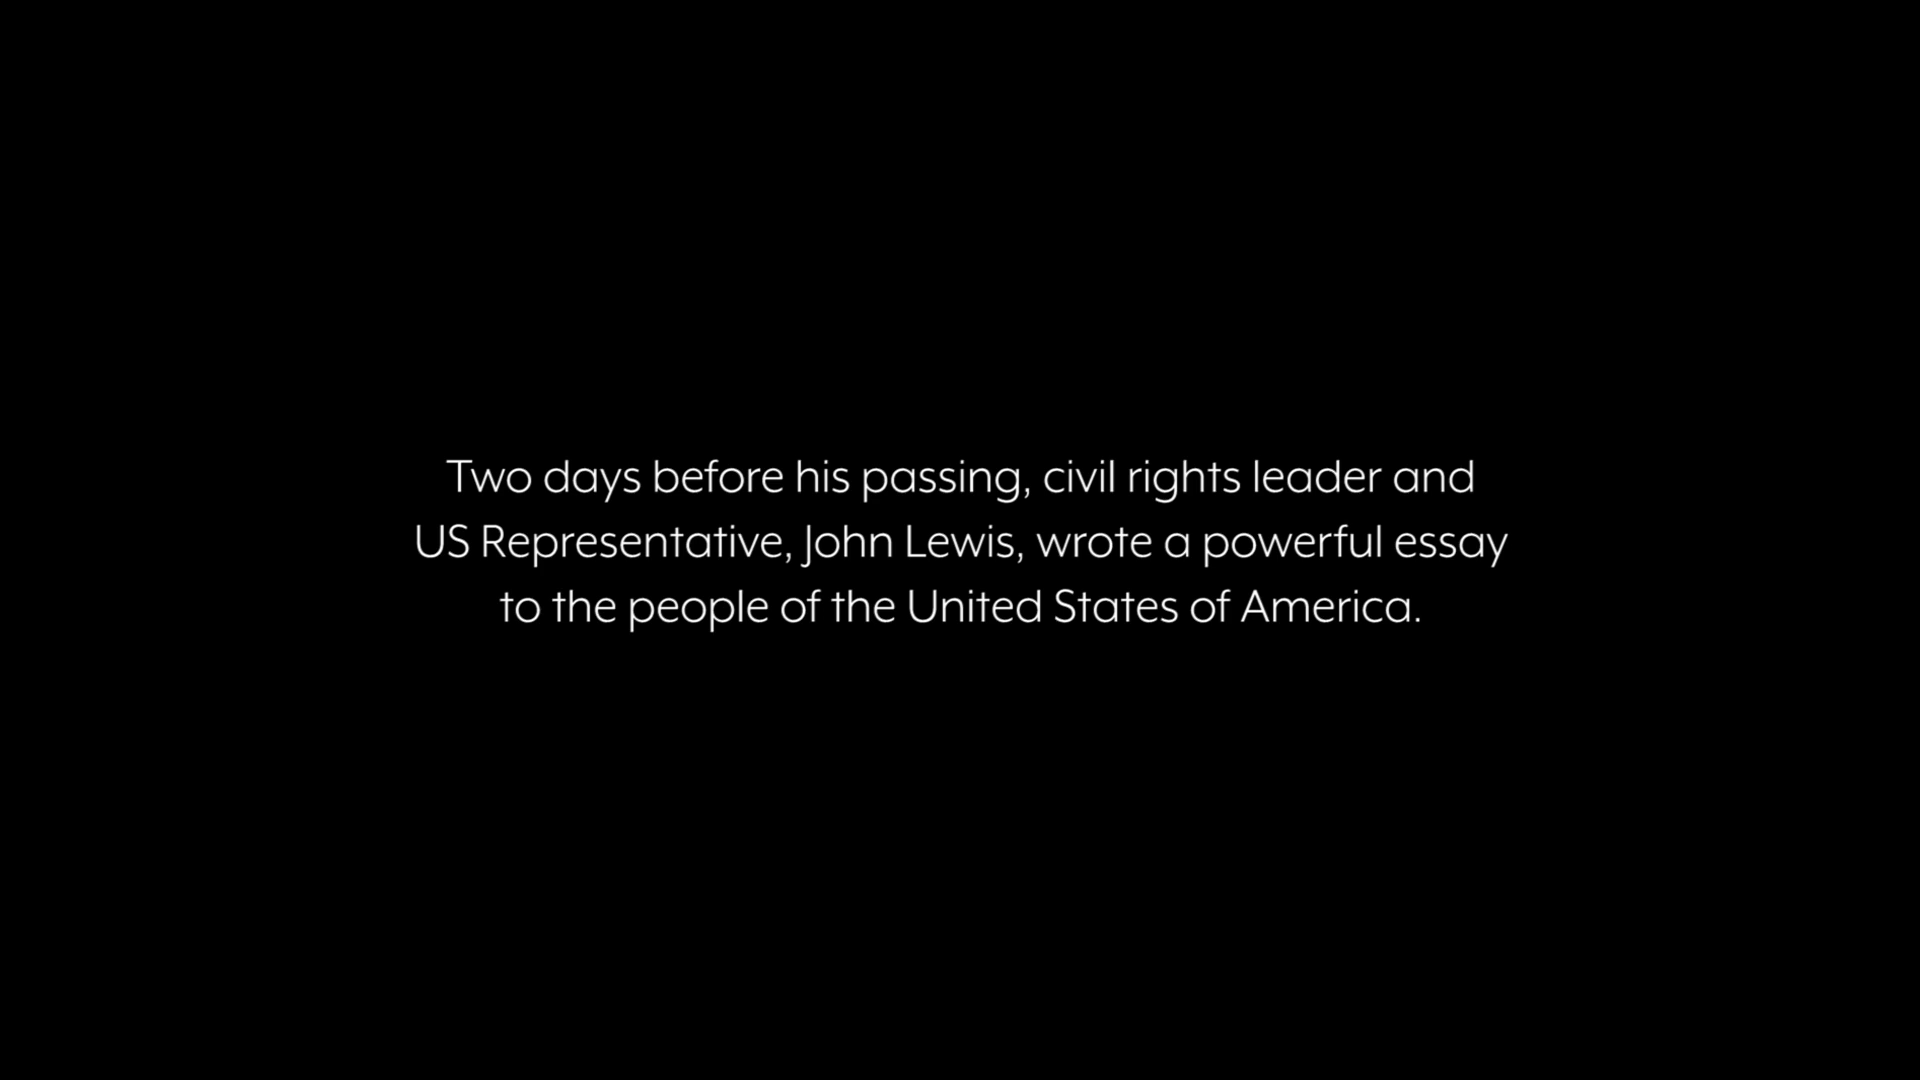 Two days before his passing, civil rights leader and
US Representative, John Lewis, wrote a powerful essay
to the people of the United States of America.